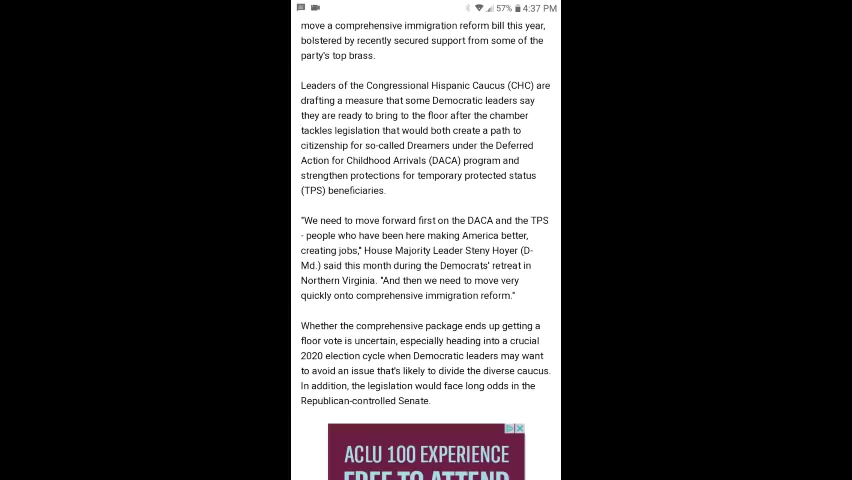 57% 4:37 PM
move a comprehensive immigration reform bill this year,
bolstered by recently secured support from some of the
party's top brass.
Leaders of the Congressional Hispanic Caucus (CHC) are
drafting a measure that some Democratic leaders say
they are ready to bring to the floor after the chamber
tackles legislation that would both create a path to
citizenship for so-called Dreamers under the Deferred
Action for Childhood Arrivals (DACA) program and
strengthen protections for temporary protected status
(TPS) beneficiaries.
"We need to move forward first on the DACA and the TPS
- people who have been here making America better,
creating jobs," House Majority Leader Steny Hoyer (D-
Md.) said this month during the Democrats' retreat in
Northern Virginia. "And then we need to move very
quickly onto comprehensive immigration reform."
Whether the comprehensive package ends up getting a
floor vote is uncertain, especially heading into a crucial
2020 election cycle when Democratic leaders may want
to avoid an issue that's likely to divide the diverse caucus.
In addition, the legislation would face long odds in the
Republican-controlled Senate.
ACLU 100 EXPERIENCE
FREE TO ATTEND